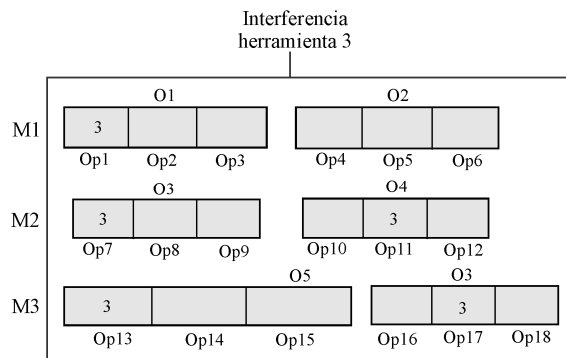 Interferencia
herramienta 3
O1 O2
M1 3
Op1 Op2 Op3 Op4 Op5 Op6
O3 O4
M2 3 3
Op7 Op8 Op9 Op10 Op11 Op12
O5 O3
M3 3 3
Op13 Op14 Op15 Op16 Op17 Op18